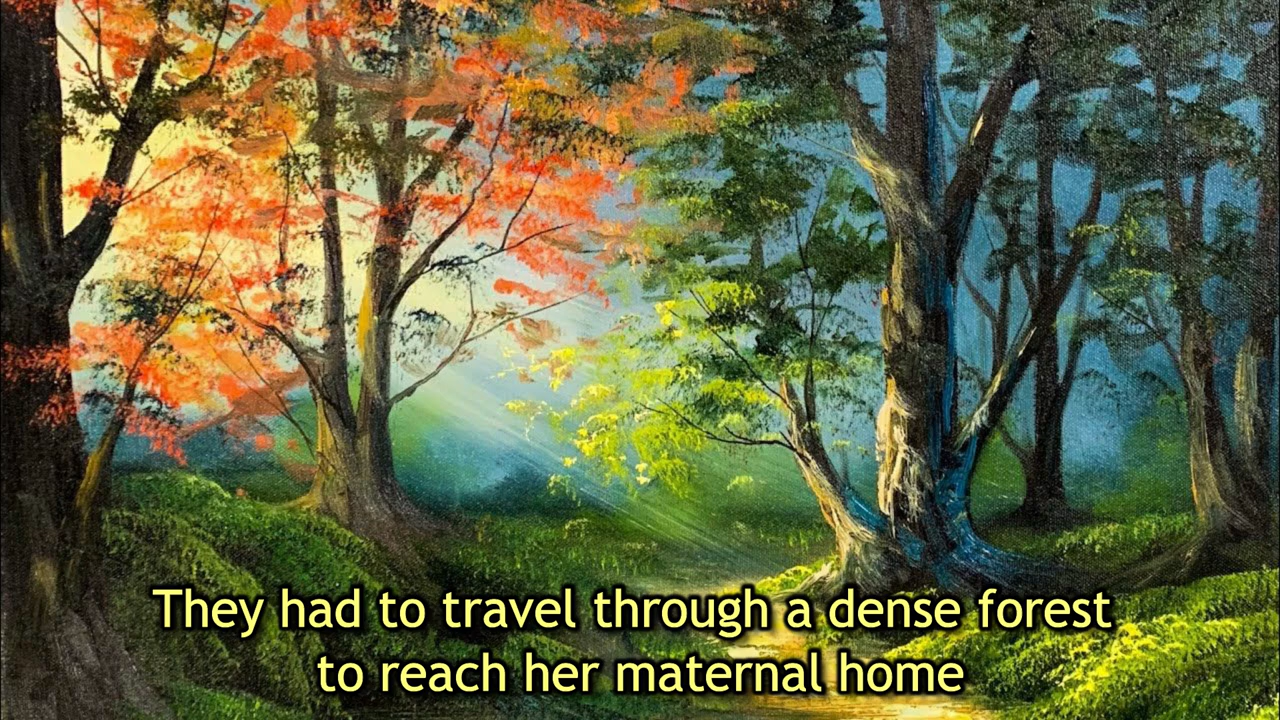 They had to travel through a dense forest
to reach her maternal home